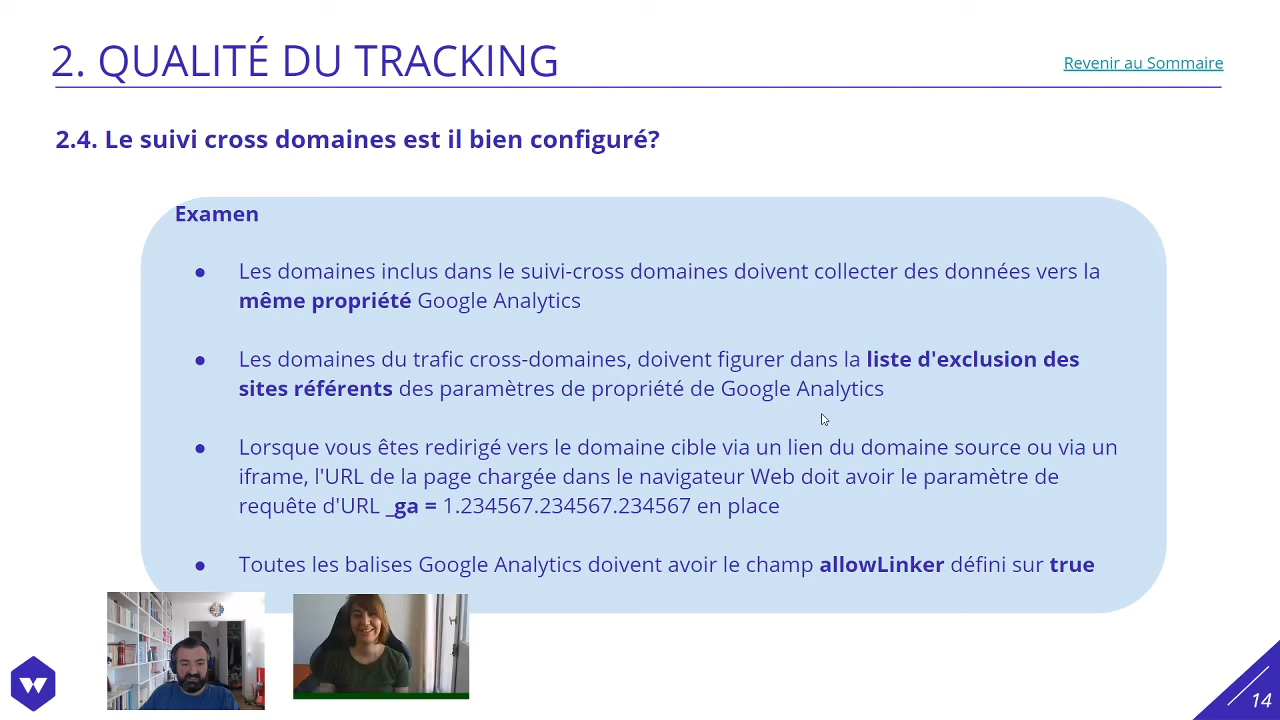 2. QUALITÉ DU TRACKING
Revenir au Sommaire
2.4. Le suivi cross domaines est il bien configuré?
Examen
● Les domaines inclus dans le suivi-cross domaines doivent collecter des données vers la
même propriété Google Analytics
● Les domaines du trafic cross-domaines, doivent figurer dans la liste d'exclusion des
sites référents des paramètres de propriété de Google Analytics
● Lorsque vous êtes redirigé vers le domaine cible via un lien du domaine source ou via un
iframe, l'URL de la page chargée dans le navigateur Web doit avoir le paramètre de
requête d'URL _ga = 1.234567.234567.234567 en place
● Toutes les balises Google Analytics doivent avoir le champ allowLinker défini sur true
14